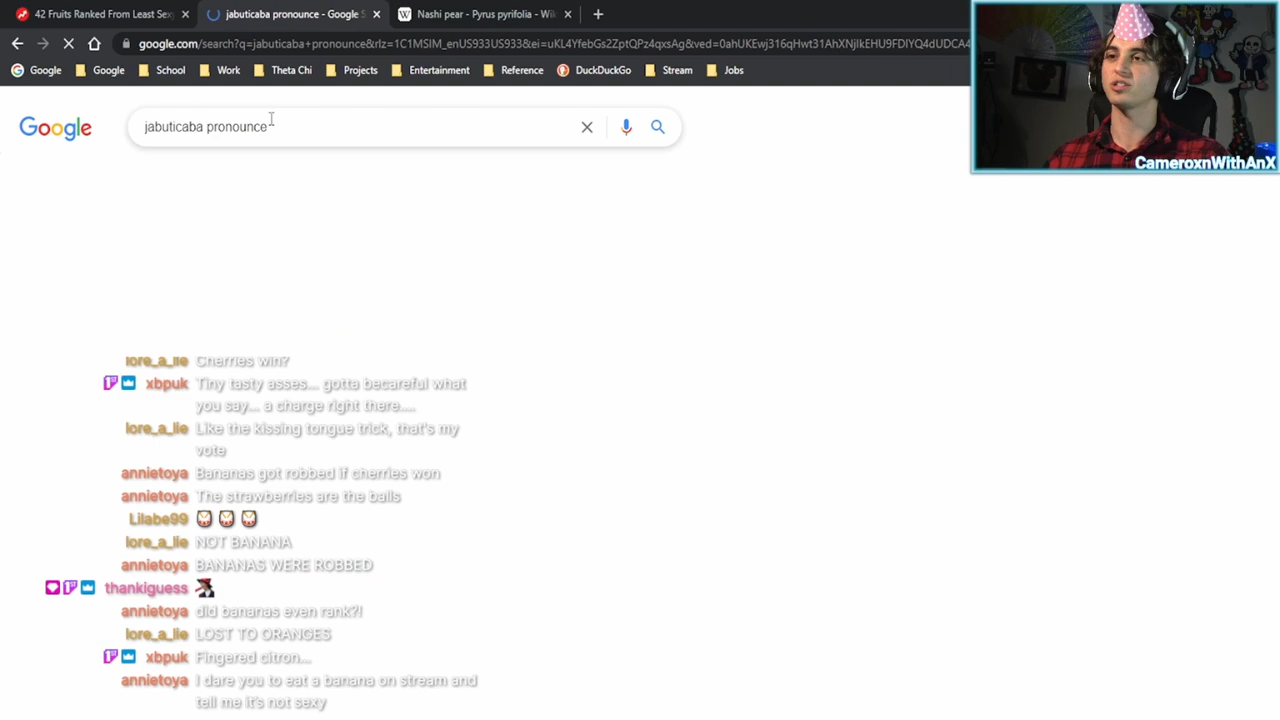 42 Fruits Ranked From Least Sex
jabuticaba pronounce - Google S
Nashi pear - Pyrus pyrifolia - Wi
google.com/search?q=jabuticaba+pronounce&rlz=1C1MSIM_enUS933US933&ei=uKL4YfebGs2ZptQPz4qxsAg&ved=0ahUKEwj316qHwt31AhXNjIkEHU9FDIYQ4dUDCA4
Google
Google
School
Work
Theta Chi
Projects
Entertainment
Reference
DuckDuckGo
Stream
Jobs
Google
jabuticaba pronounce
CameroxnWithAnX
lore_a_lie Cherries win?
xbpuk Tiny tasty asses... gotta becareful what
you say... a charge right there....
lore_a_lie Like the kissing tongue trick, that's my
vote
annietoya Bananas got robbed if cherries won
annietoya The strawberries are the balls
Lilabe99
lore_a_lie NOT BANANA
annietoya BANANAS WERE ROBBED
thankiguess
annietoya did bananas even rank?!
lore_a_lie LOST TO ORANGES
xbpuk Fingered citron...
annietoya I dare you to eat a banana on stream and
tell me it's not sexy